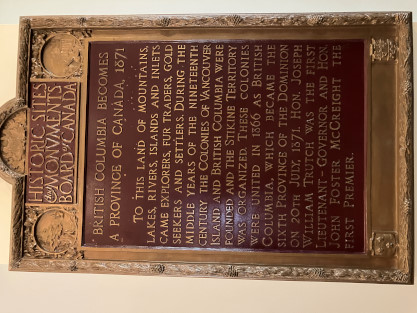 HISTORIC SITES
and MONUMENTS
BOARD of CANADA
BRITISH COLUMBIA BECOMES
A PROVINCE OF CANADA, 1871
TO THIS LAND OF MOUNTAINS,
LAKES, RIVERS, ISLANDS AND INLETS
CAME EXPLORERS, FUR TRADERS, GOLD
SEEKERS AND SETTLERS. DURING THE
MIDDLE YEARS OF THE NINETEENTH
CENTURY THE COLONIES OF VANCOUVER
ISLAND AND BRITISH COLUMBIA WERE
FOUNDED AND THE STIKINE TERRITORY
WAS ORGANIZED. THESE COLONIES
WERE UNITED IN 1866 AS BRITISH
COLUMBIA, WHICH BECAME THE
SIXTH PROVINCE OF THE DOMINION
ON 20TH JULY, 1871. HON. JOSEPH
WILLIAM TRUTCH WAS THE FIRST
LIEUTENANT-GOVERNOR AND HON.
JOHN FOSTER McCREIGHT THE
FIRST PREMIER.